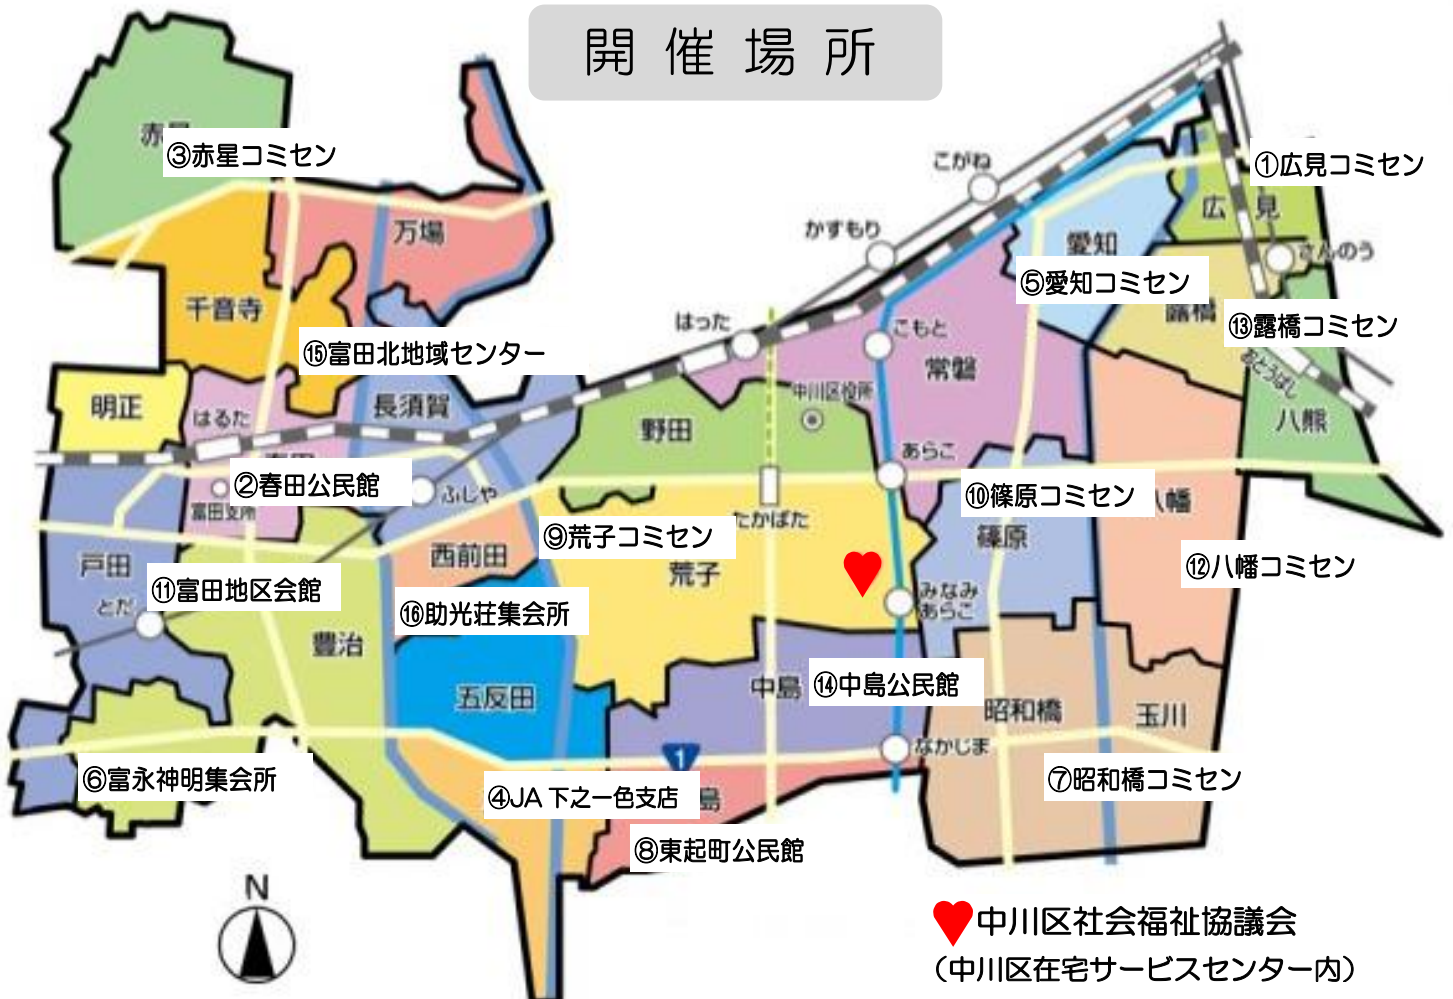 開催場所
赤
③赤星コミセン
こがね
①広見コミセン
広見
万場
かすもり
愛知
さんのう
⑤愛知コミセン
千音寺
露橋
⑬露橋コミセン
はった
こもと
⑮富田北地域センター
常磐
おとうばし
明正
はるた
長須賀
中川区役所
野田
八熊
あらこ
②春田公民館
ふしや
⑩篠原コミセン
八幡
富田支所
たかばた
⑨荒子コミセン
篠原
西前田
戸田
荒子
⑫八幡コミセン
⑪富田地区会館
とだ
みなみ
あらこ
⑯助光荘集会所
豊治
中島
⑭中島公民館
五反田
昭和橋
玉川
なかじま
1
⑥富永神明集会所
⑦昭和橋コミセン
④JA 下之一色支店
島
⑧東起町公民館
N
中川区社会福祉協議会
（中川区在宅サービスセンター内）